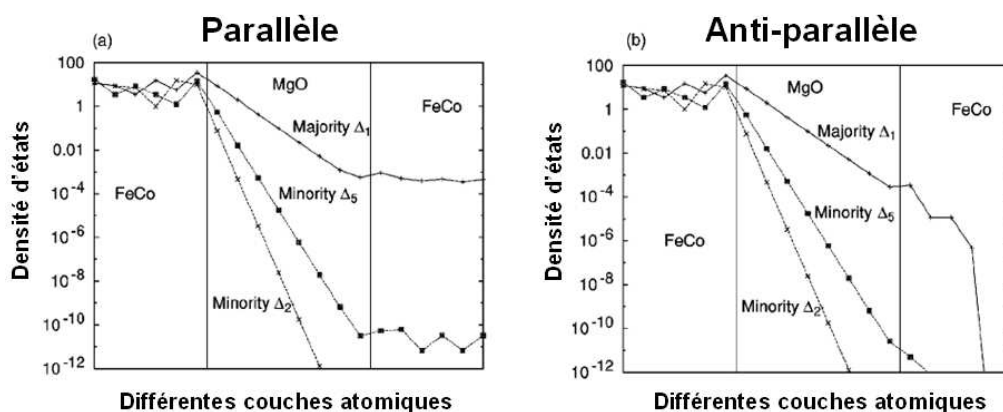 Parallèle
(a)
Densité d'états
100
1
0.01
10-4
10-6
10-8
10-10
10-12
MgO
FeCo
Majority Δ1
FeCo
Minority Δ5
Minority Δ2
Différentes couches atomiques
Anti-parallèle
(b)
Densité d'états
100
1
0.01
10-4
10-6
10-8
10-10
10-12
MgO
FeCo
Majority Δ1
Minority Δ5
FeCo
Minority Δ2
Différentes couches atomiques